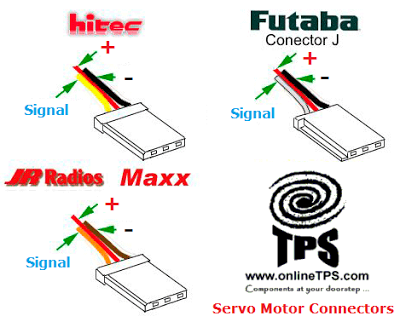 hitec
+
-
Signal
Futaba
Conector J
+
-
Signal
JR Radios Maxx
+
-
Signal
TPS
www.onlineTPS.com
Components at your doorstep ...
Servo Motor Connectors